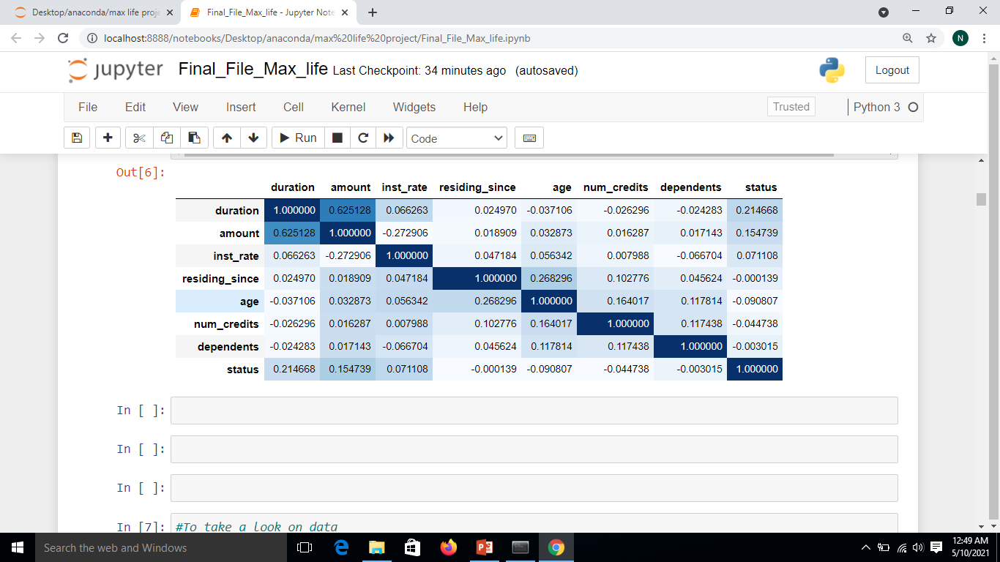 Desktop/anaconda/max life proje
Final_File_Max_life - Jupyter Note
localhost:8888/notebooks/Desktop/anaconda/max%20life%20project/Final_File_Max_life.ipynb
N
jupyter Final_File_Max_life Last Checkpoint: 34 minutes ago (autosaved)
Logout
File Edit View Insert Cell Kernel Widgets Help Trusted Python 3
Run Code
Out[6]:
duration amount inst_rate residing_since age num_credits dependents status
duration 1.000000 0.625128 0.066263 0.024970 -0.037106 -0.026296 -0.024283 0.214668
amount 0.625128 1.000000 -0.272906 0.018909 0.032873 0.016287 0.017143 0.154739
inst_rate 0.066263 -0.272906 1.000000 0.047184 0.056342 0.007988 -0.066704 0.071108
residing_since 0.024970 0.018909 0.047184 1.000000 0.268296 0.102776 0.045624 -0.000139
age -0.037106 0.032873 0.056342 0.268296 1.000000 0.164017 0.117814 -0.090807
num_credits -0.026296 0.016287 0.007988 0.102776 0.164017 1.000000 0.117438 -0.044738
dependents -0.024283 0.017143 -0.066704 0.045624 0.117814 0.117438 1.000000 -0.003015
status 0.214668 0.154739 0.071108 -0.000139 -0.090807 -0.044738 -0.003015 1.000000
In [ ]:
In [ ]:
In [ ]:
In [7]: #To take a look on data
Search the web and Windows
12:49 AM
5/10/2021